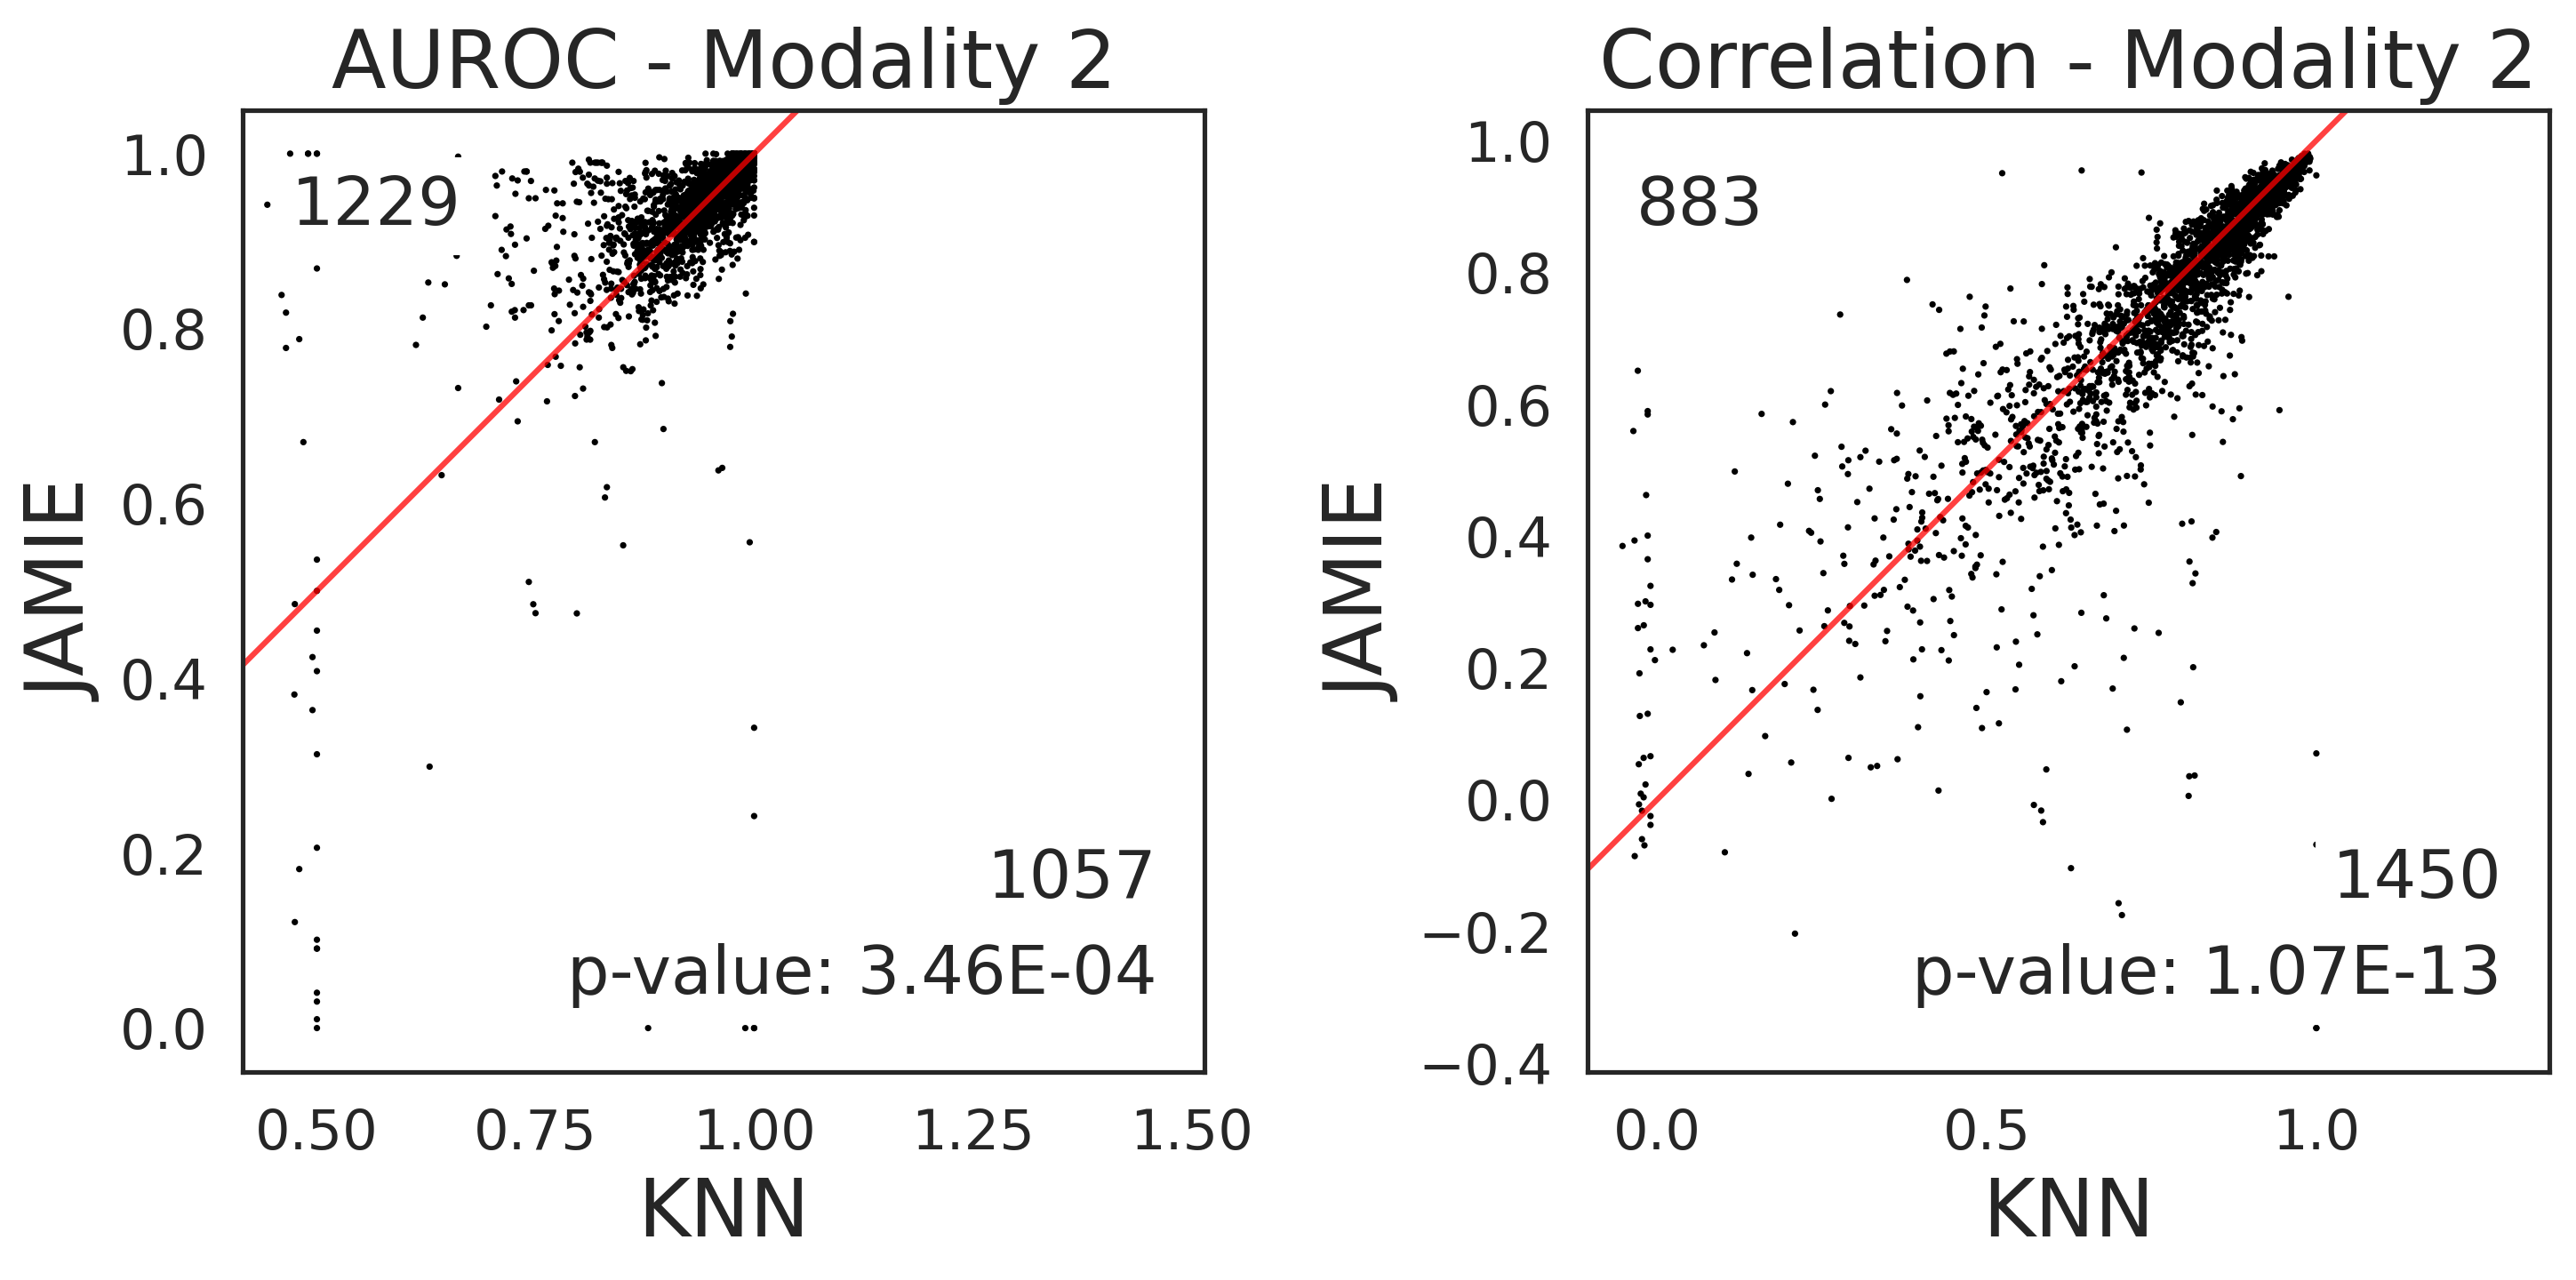 AUROC - Modality 2
1.0
0.8
0.6
0.4
0.2
0.0
JAMIE
1229
1057
p-value: 3.46E-04
0.50 0.75 1.00 1.25 1.50
KNN
Correlation - Modality 2
1.0
0.8
0.6
0.4
0.2
0.0
−0.2
−0.4
JAMIE
883
1450
p-value: 1.07E-13
0.0 0.5 1.0
KNN